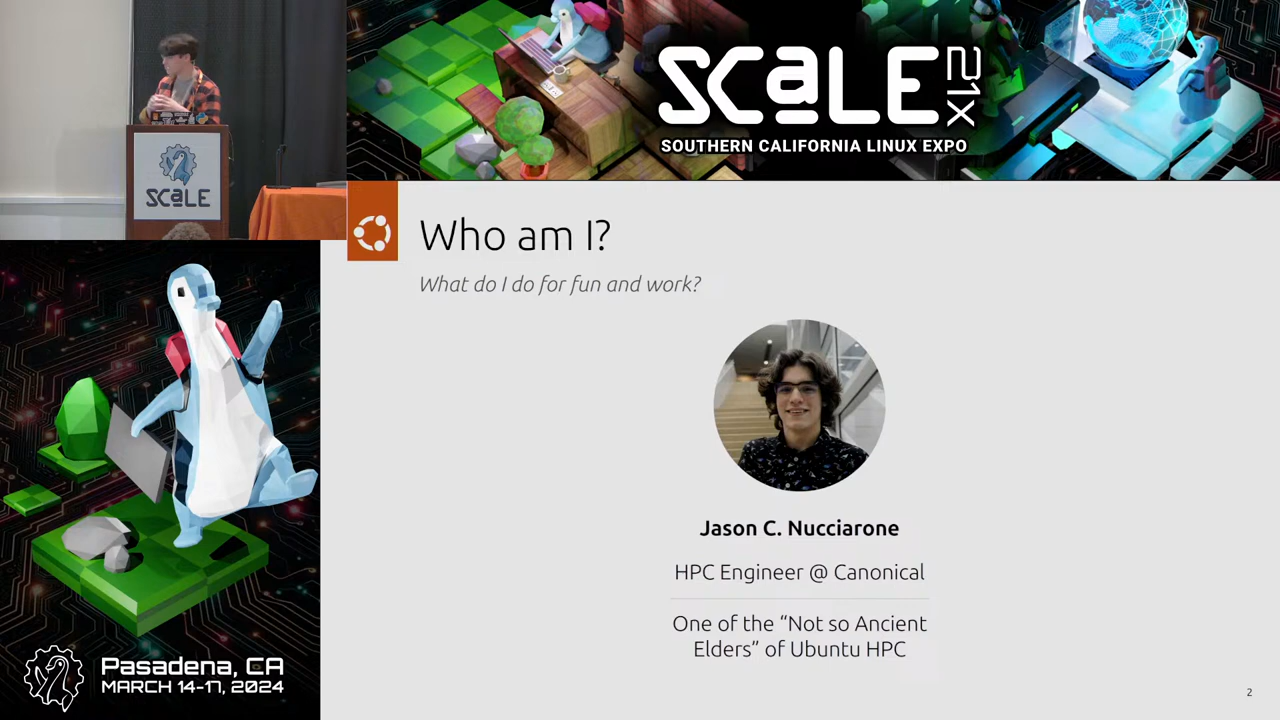 SCALE
21X
SOUTHERN CALIFORNIA LINUX EXPO
SCALE
Who am I?
What do I do for fun and work?
Jason C. Nucciarone
HPC Engineer @ Canonical
One of the “Not so Ancient
Elders” of Ubuntu HPC
Pasadena, CA
MARCH 14-17, 2024
2